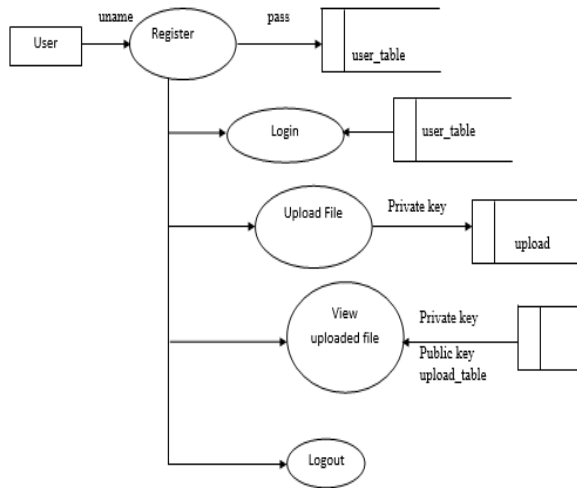 uname
pass
User
Register
user_table
Login
user_table
Upload File
Private key
upload
View
uploaded file
Private key
Public key
upload_table
Logout